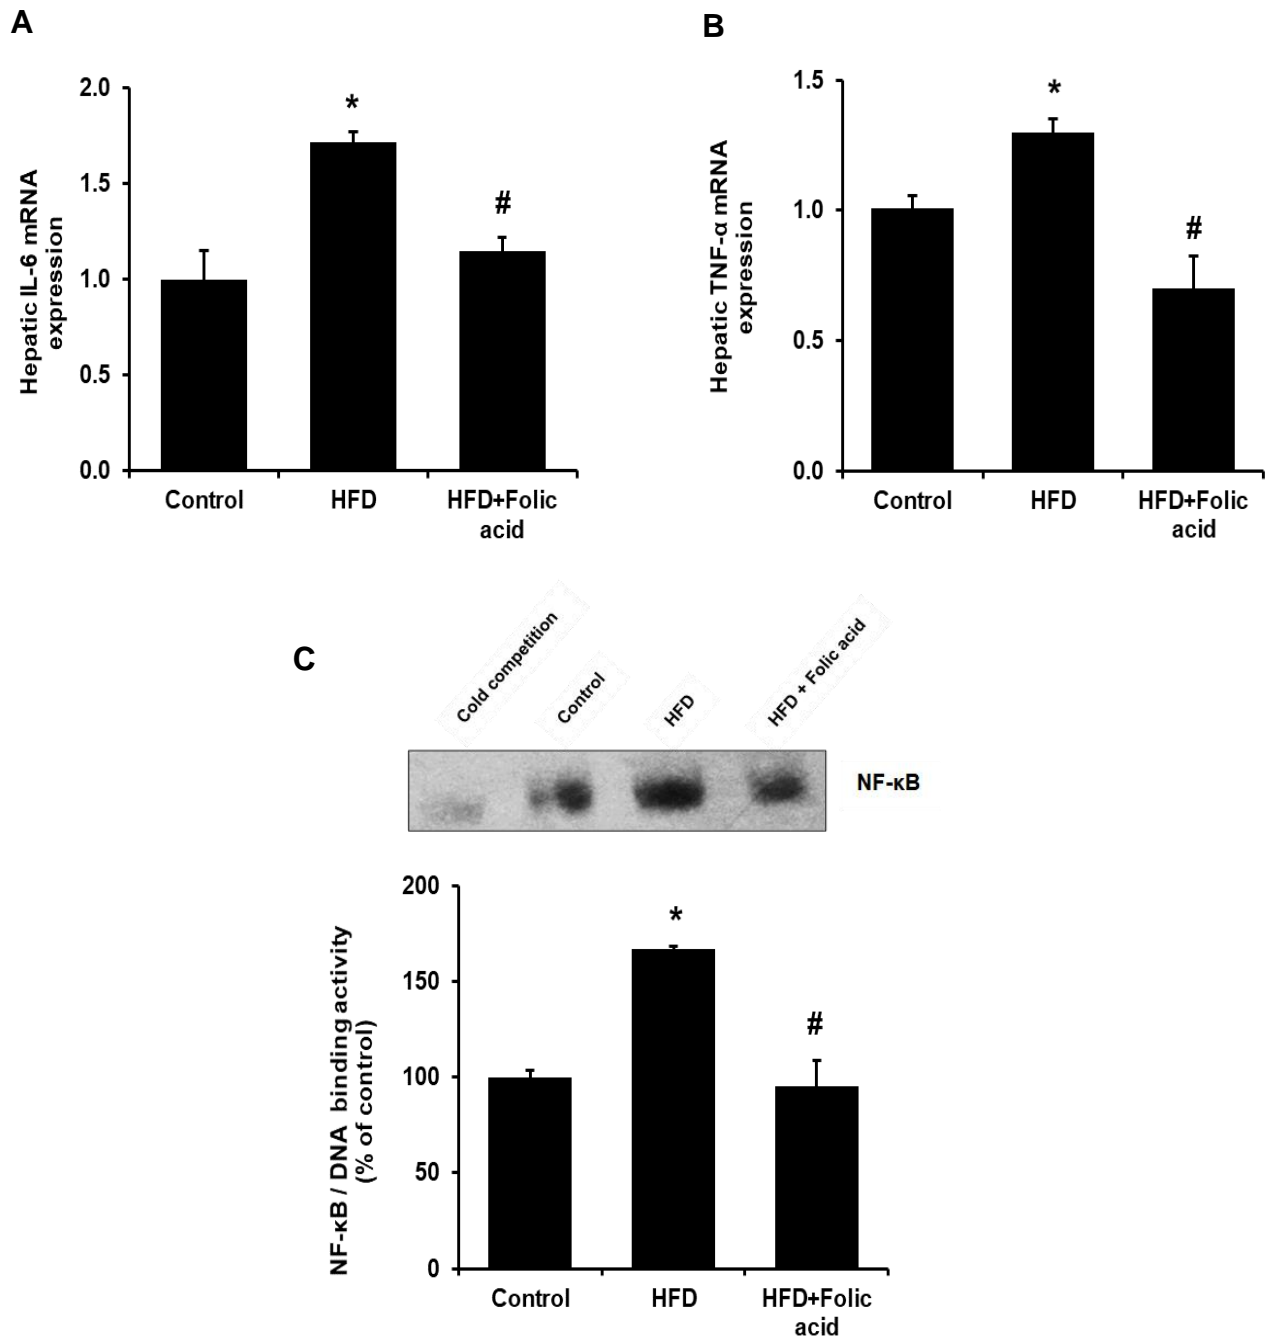 A
2.0
1.5
1.0
0.5
0.0
Hepatic IL-6 mRNA
expression
*
#
Control
HFD
HFD+Folic
acid
B
1.5
1.0
0.5
0.0
Hepatic TNF-α mRNA
expression
*
#
Control
HFD
HFD+Folic
acid
C
Cold competition
Control
HFD
HFD + Folic acid
NF-κB
200
150
100
50
0
NF-κB / DNA binding activity
(% of control)
*
#
Control
HFD
HFD+Folic
acid